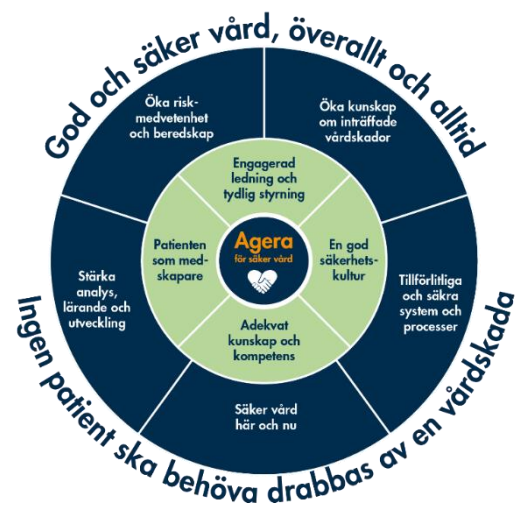 God och säker vård, överallt och alltid
Öka risk-
medvetenhet
och beredskap
Öka kunskap
om inträffade
vårdskador
Engagerad
ledning och
tydlig styrning
Patienten
som med-
skapare
Agera
för säker vård
En god
säkerhets-
kultur
Stärka
analys,
lärande och
utveckling
Tillförlitliga
och säkra
system och
processer
Adekvat
kunskap och
kompetens
Säker vård
här och nu
Ingen patient ska behöva drabbas av en vårdskada